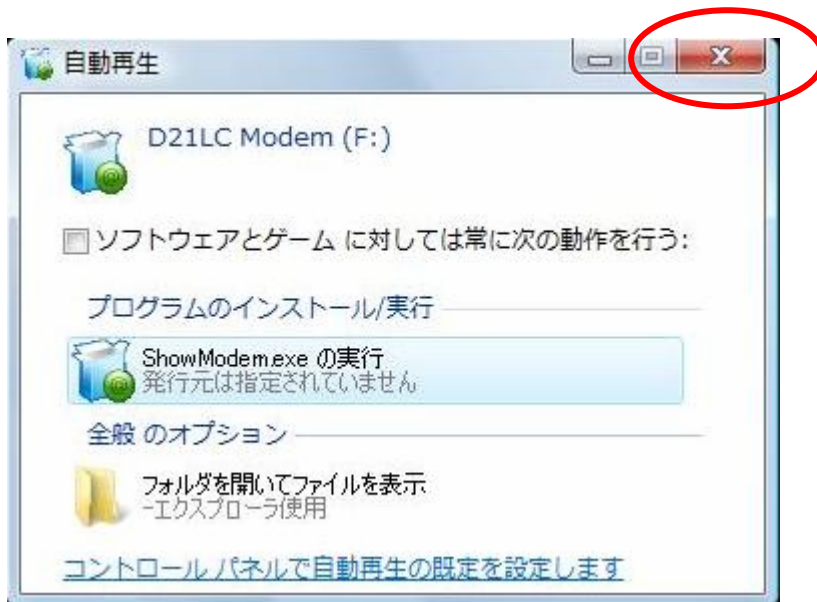 自動再生
D21LC Modem (F:)
ソフトウェアとゲーム に対しては常に次の動作を行う:
プログラムのインストール/実行
ShowModem.exe の実行
発行元は指定されていません
全般 のオプション
フォルダを開いてファイルを表示
-エクスプローラ使用
コントロール パネルで自動再生の既定を設定します